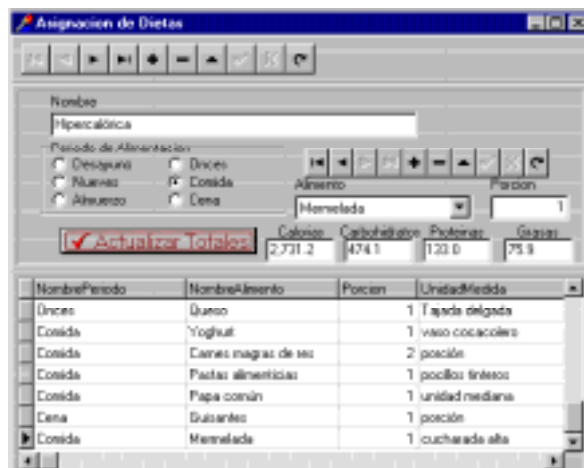 Asignacion de Dietas
Nombre
Hipercalórica
Periodo de Alimentacion
Desayuno Onces
Nueves Comida
Almuerzo Cena
Alimento Porcion
Mermelada 1
Actualizar Totales
Calorias Carbohidratos Proteinas Grasas
2,731.2 474.1 133.0 75.9
NombrePeriodo NombreAlimento Porcion UnidadMedida
Onces Queso 1 Tajada delgada
Comida Yoghurt 1 vaso cocacolero
Comida Carnes magras de res 2 porción
Comida Pastas alimenticias 1 pocillos tinteros
Comida Papa común 1 unidad mediana
Cena Guisantes 1 porción
Comida Mermelada 1 cucharada alta